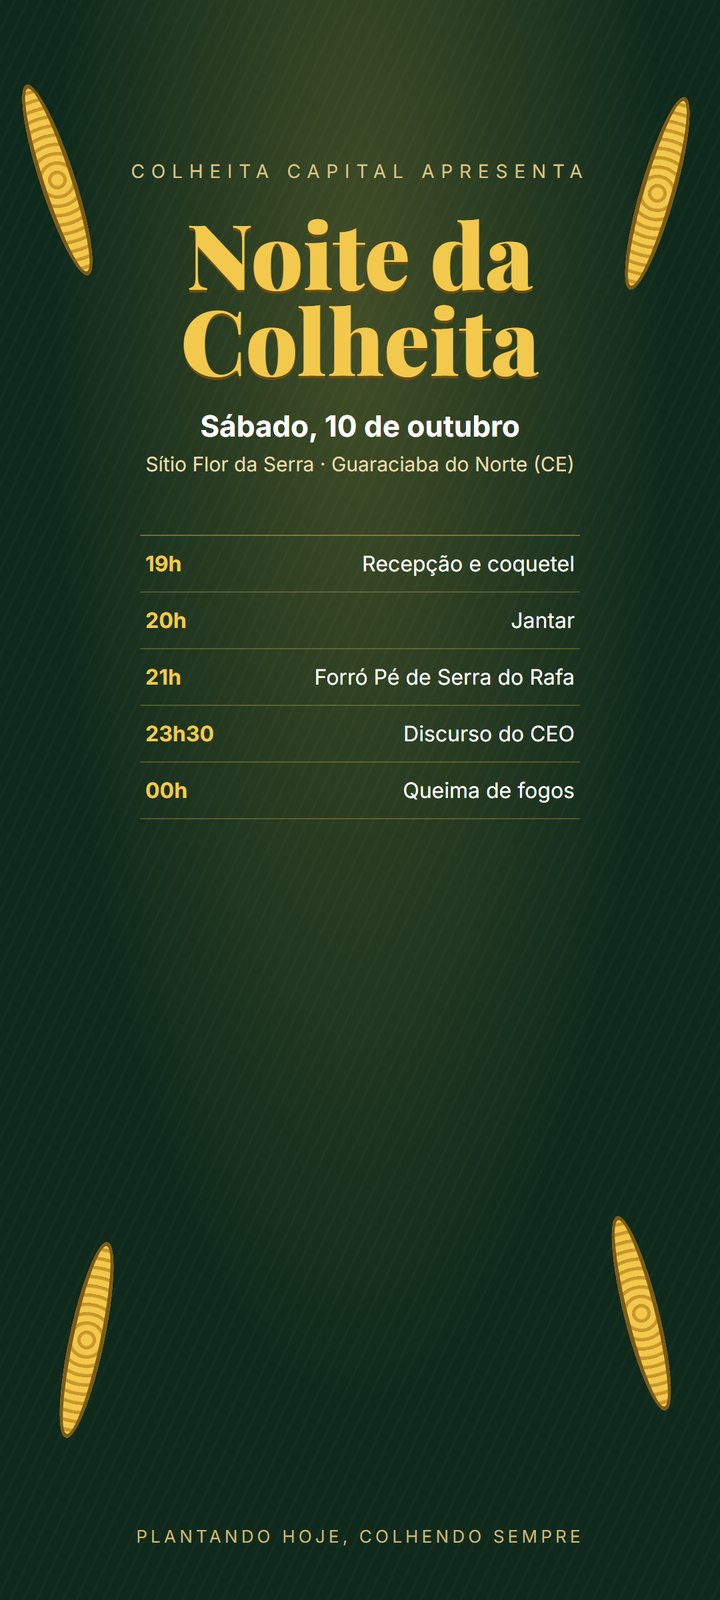 COLHEITA CAPITAL APRESENTA
Noite da
Colheita
Sábado, 10 de outubro
Sítio Flor da Serra · Guaraciaba do Norte (CE)
19h Recepção e coquetel
20h Jantar
21h Forró Pé de Serra do Rafa
23h30 Discurso do CEO
00h Queima de fogos
PLANTANDO HOJE, COLHENDO SEMPRE